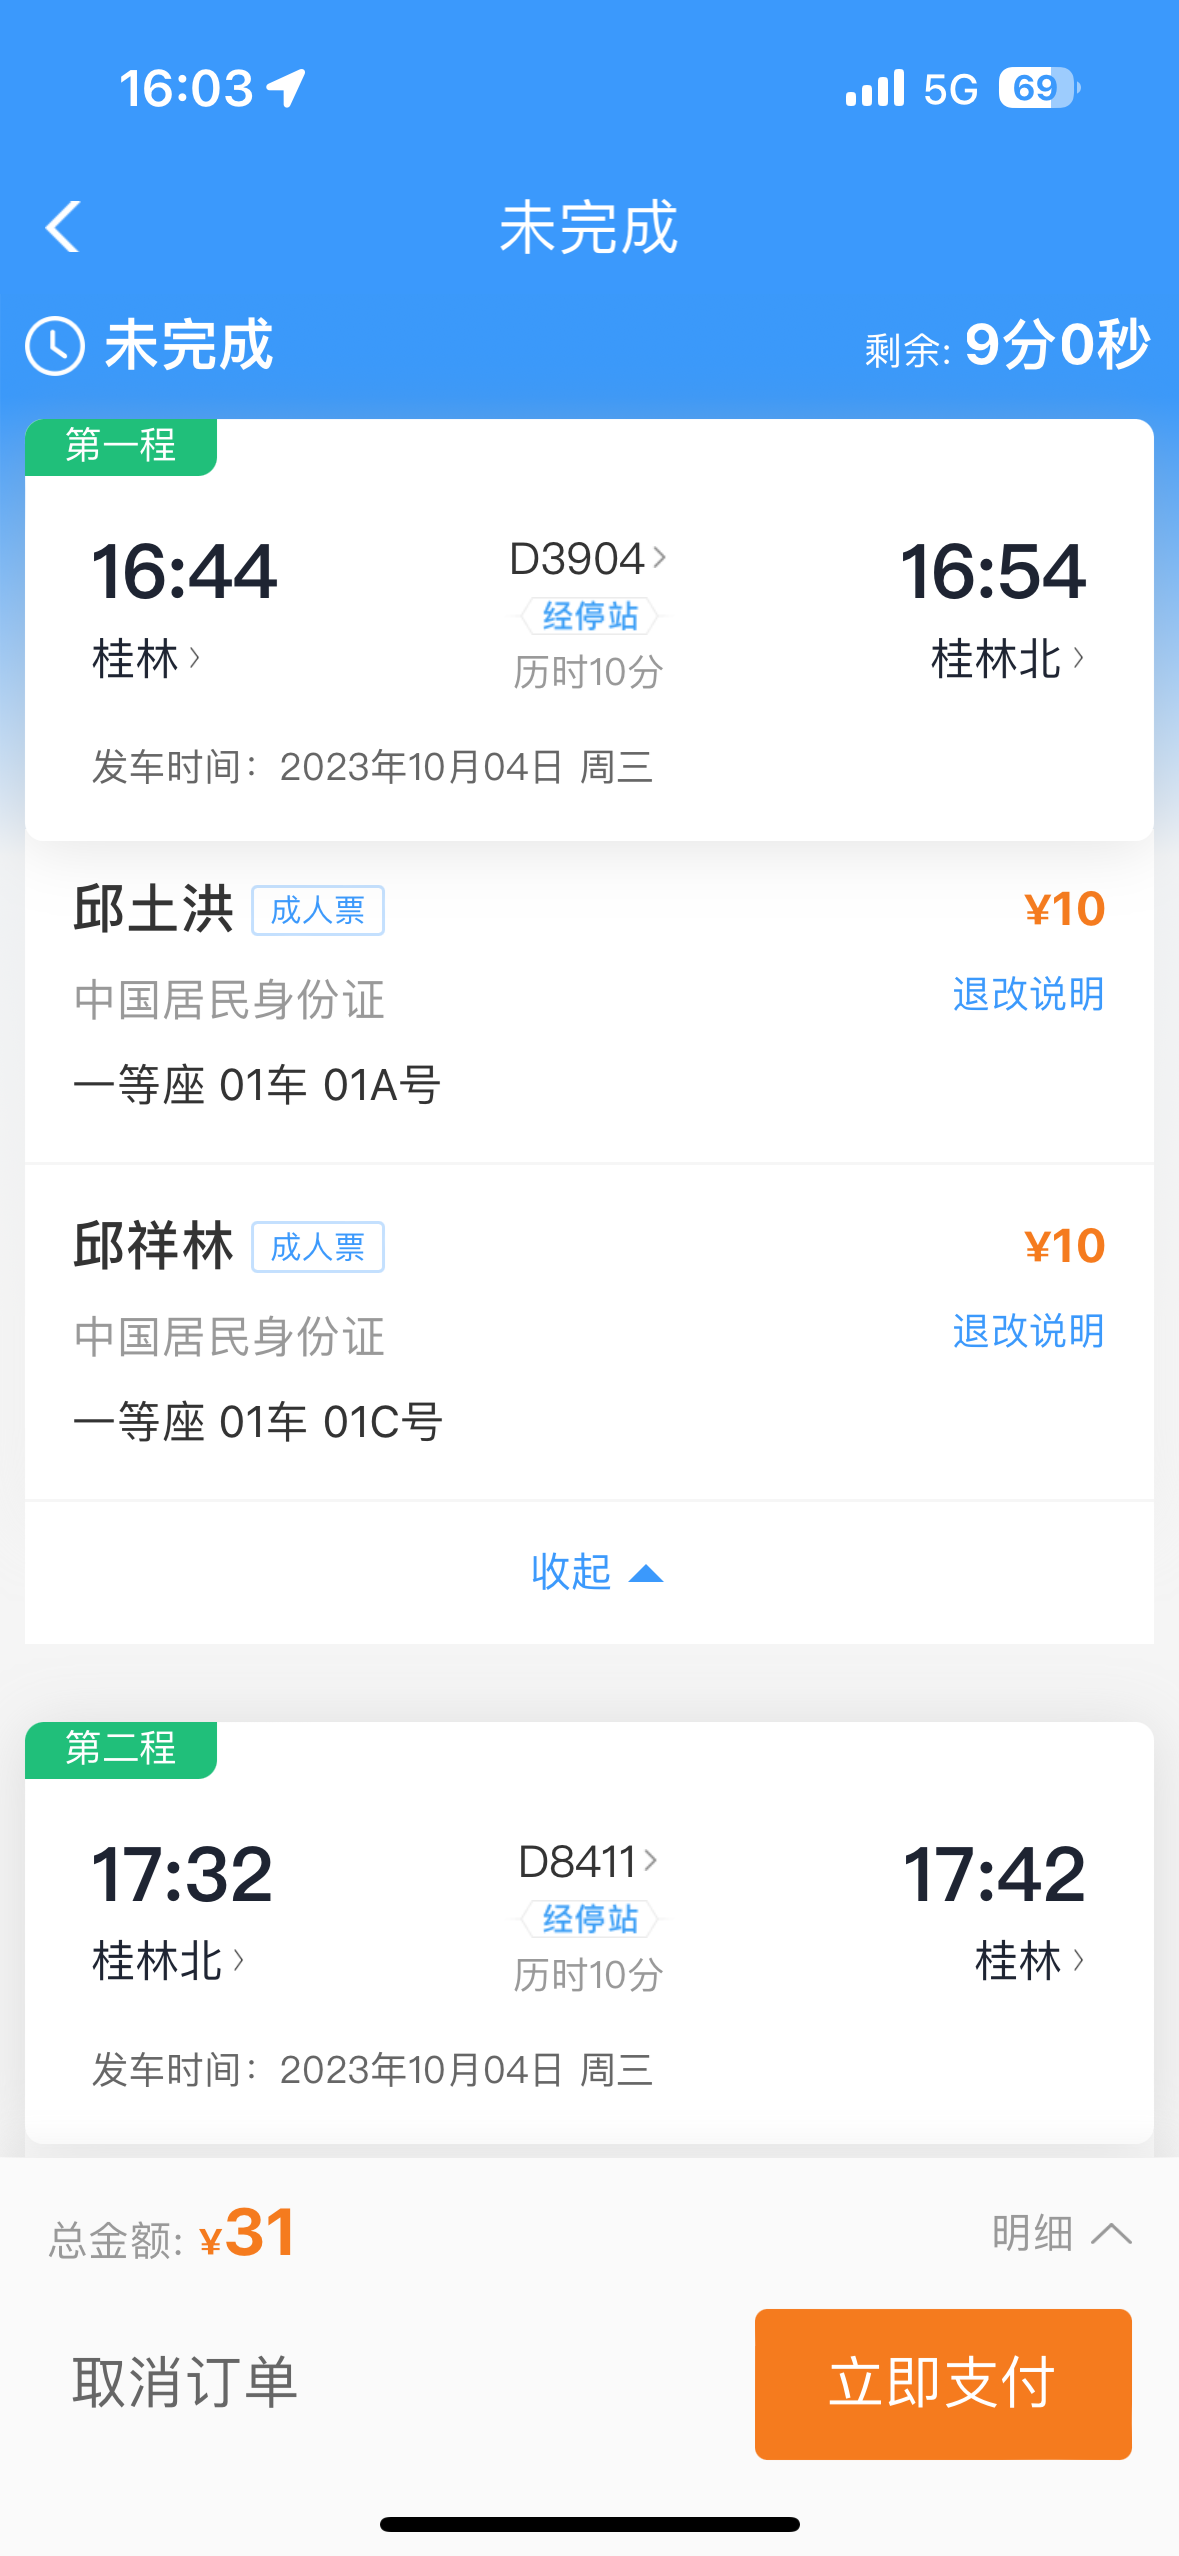 16:03 5G 69
未完成
未完成 剩余: 9分0秒
第一程
16:44 D3904 16:54
经停站
桂林 桂林北
历时10分
发车时间：2023年10月04日 周三
邱土洪 成人票 ¥10
中国居民身份证 退改说明
一等座 01车 01A号
邱祥林 成人票 ¥10
中国居民身份证 退改说明
一等座 01车 01C号
收起
第二程
17:32 D8411 17:42
经停站
桂林北 桂林
历时10分
发车时间：2023年10月04日 周三
总金额: ¥31 明细
取消订单 立即支付